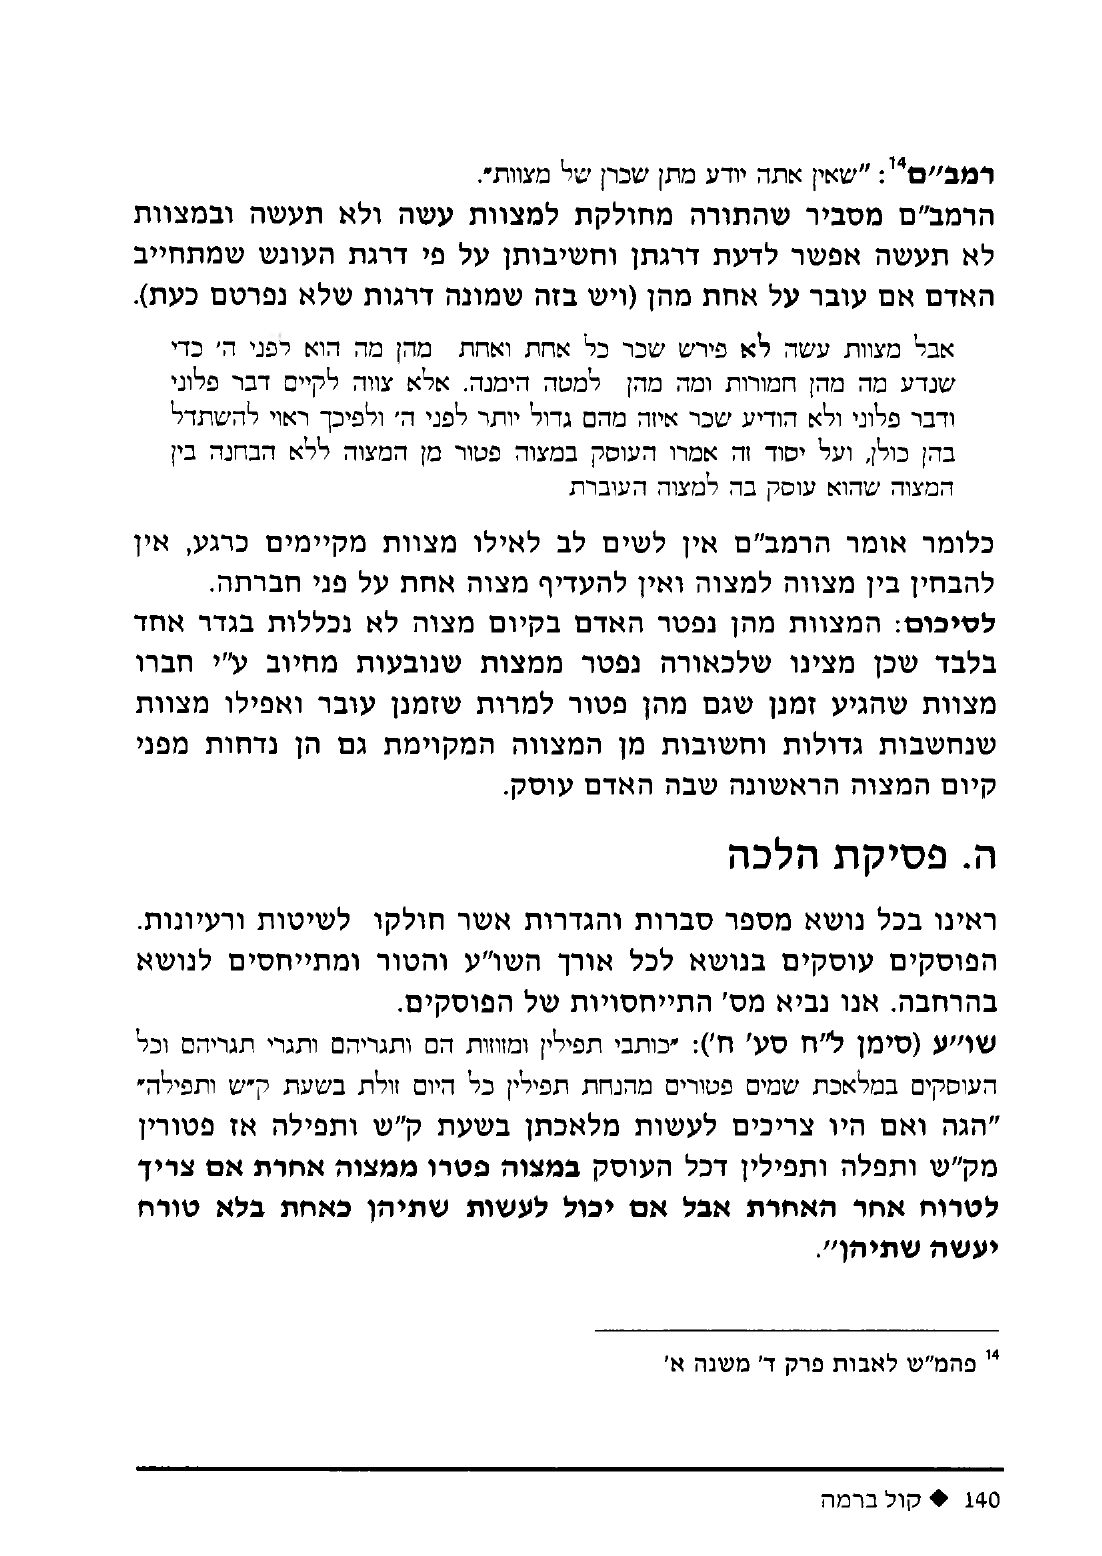 רמב"ם14: "שאין אתה יודע מתן שכרן של מצוות".
הרמב"ם מסביר שהתורה מחולקת למצוות עשה ולא תעשה ובמצוות
לא תעשה אפשר לדעת דרגתן וחשיבותן על פי דרגת העונש שמתחייב
האדם אם עובר על אחת מהן (ויש בזה שמונה דרגות שלא נפרטם כעת).
אבל מצוות עשה לא פירש שכר כל אחת ואחת מהן מה הוא לפני ה' כדי
שנדע מה מהן חמורות ומה מהן למטה הימנה. אלא צווה לקיים דבר פלוני
ודבר פלוני ולא הודיע שכר איזה מהם גדול יותר לפני ה' ולפיכך ראוי להשתדל
בהן כולן, ועל יסוד זה אמרו העוסק במצוה פטור מן המצוה ללא הבחנה בין
המצוה שהוא עוסק בה למצוה העוברת
כלומר אומר הרמב"ם אין לשים לב לאילו מצוות מקיימים כרגע, אין
להבחין בין מצווה למצוה ואין להעדיף מצוה אחת על פני חברתה.
לסיכום: המצוות מהן נפטר האדם בקיום מצוה לא נכללות בגדר אחד
בלבד שכן מצינו שלכאורה נפטר ממצות שנובעות מחיוב ע"י חברו
מצוות שהגיע זמנן שגם מהן פטור למרות שזמנן עובר ואפילו מצוות
שנחשבות גדולות וחשובות מן המצווה המקוימת גם הן נדחות מפני
קיום המצוה הראשונה שבה האדם עוסק.
ה. פסיקת הלכה
ראינו בכל נושא מספר סברות והגדרות אשר חולקו לשיטות ורעיונות.
הפוסקים עוסקים בנושא לכל אורך השו"ע והטור ומתייחסים לנושא
בהרחבה. אנו נביא מס' התייחסויות של הפוסקים.
שו"ע (סימן ל"ח סע' ח'): "כותבי תפילין ומזוזות הם ותגריהם ותגרי תגריהם וכל
העוסקים במלאכת שמים פטורים מהנחת תפילין כל היום זולת בשעת ק"ש ותפילה"
"הגה ואם היו צריכים לעשות מלאכתן בשעת ק"ש ותפילה אז פטורין
מק"ש ותפלה ותפילין דכל העוסק במצוה פטרו ממצוה אחרת אם צריך
לטרוח אחר האחרת אבל אם יכול לעשות שתיהן כאחת בלא טורח
יעשה שתיהן".
14 פהמ"ש לאבות פרק ד' משנה א'
140 ◆ קול ברמה